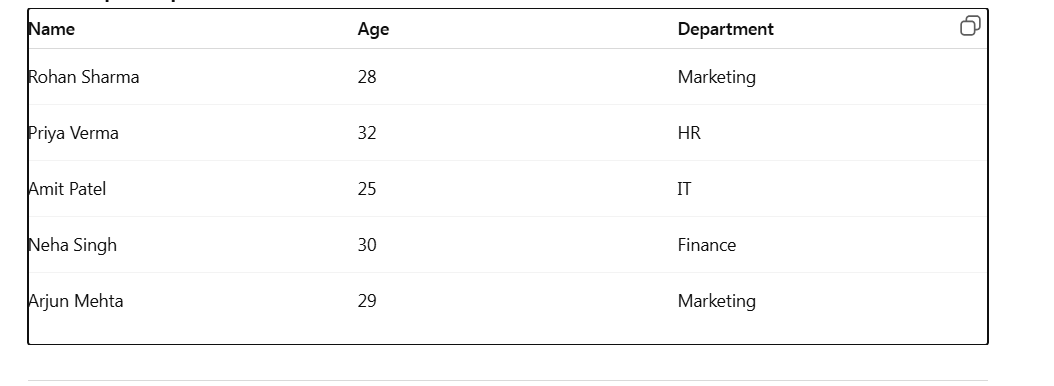 Name Age Department
Rohan Sharma 28 Marketing
Priya Verma 32 HR
Amit Patel 25 IT
Neha Singh 30 Finance
Arjun Mehta 29 Marketing